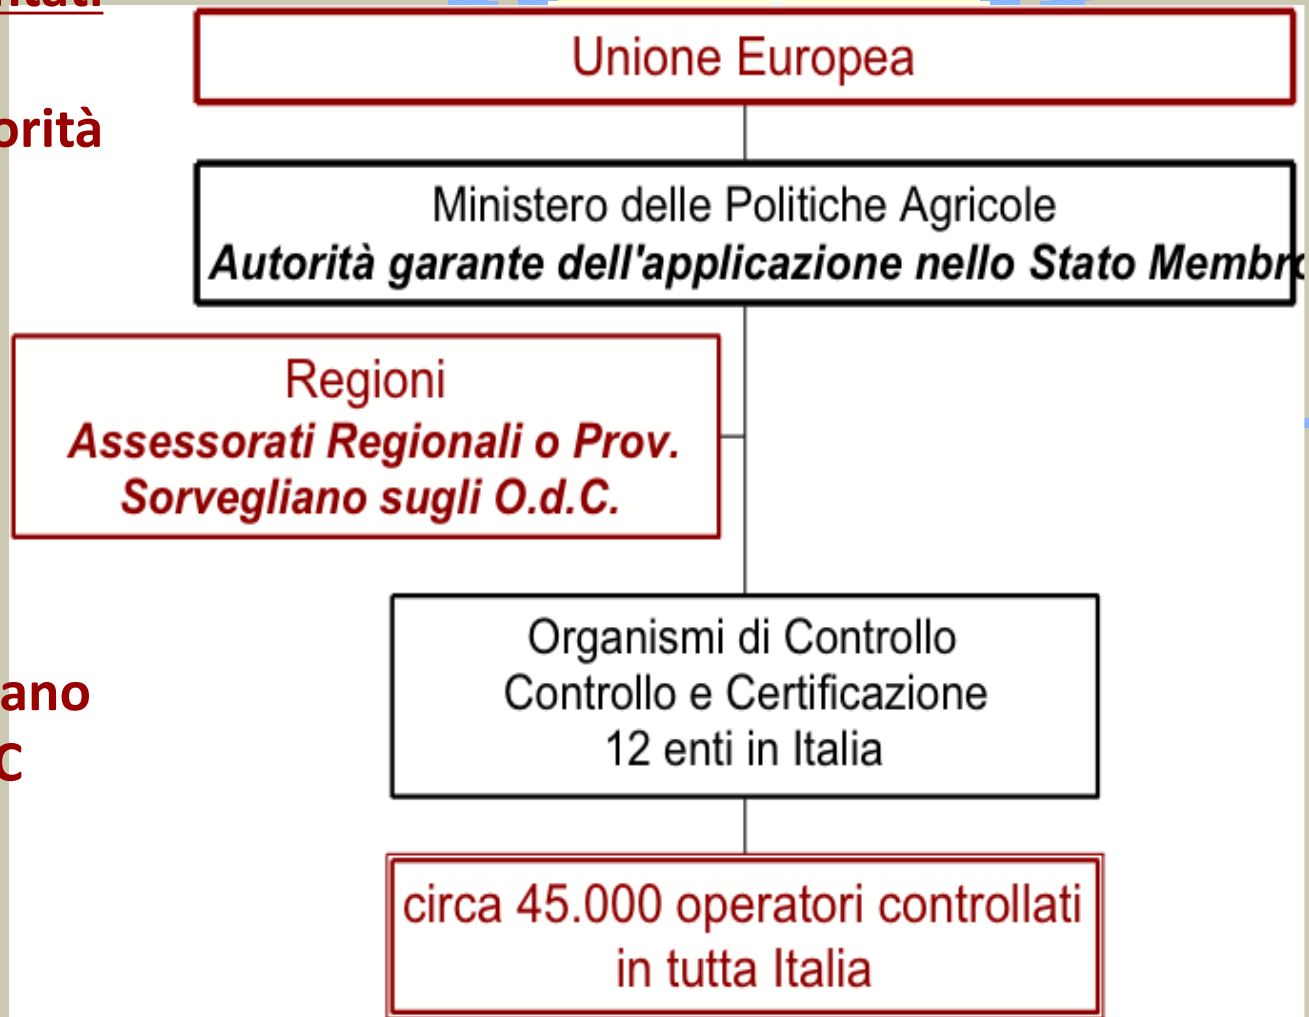 Unione Europea
Ministero delle Politiche Agricole
Autorità garante dell'applicazione nello Stato Membro
Regioni
Assessorati Regionali o Prov.
Sorvegliano sugli O.d.C.
Organismi di Controllo
Controllo e Certificazione
12 enti in Italia
circa 45.000 operatori controllati
in tutta Italia